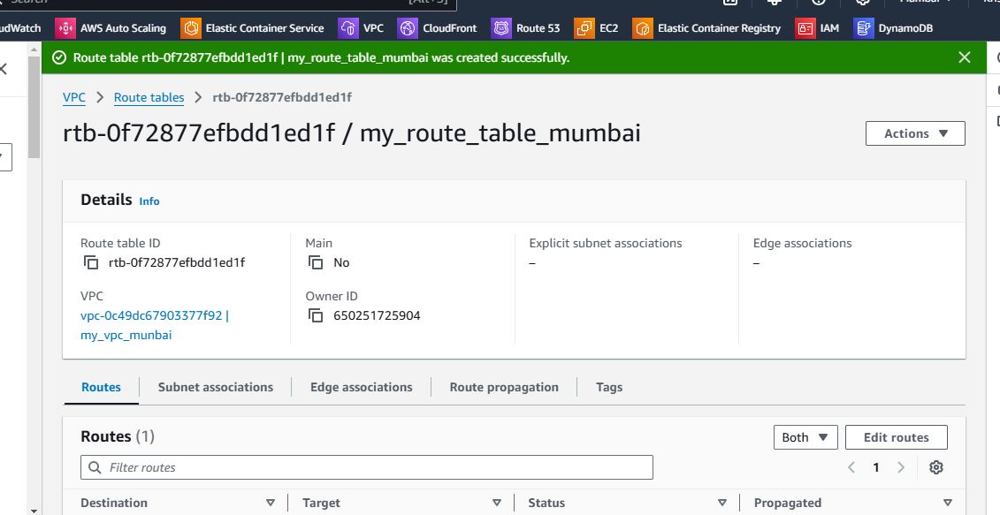 [Alt+S]
AWS Auto Scaling Elastic Container Service VPC CloudFront Route 53 EC2 Elastic Container Registry IAM DynamoDB
Route table rtb-0f72877efbdd1ed1f | my_route_table_mumbai was created successfully.
VPC Route tables rtb-0f72877efbdd1ed1f
rtb-0f72877efbdd1ed1f / my_route_table_mumbai
Actions
Details Info
Route table ID
rtb-0f72877efbdd1ed1f
Main
No
Explicit subnet associations
–
Edge associations
–
VPC
vpc-0c49dc67903377f92 |
my_vpc_munbai
Owner ID
650251725904
Routes Subnet associations Edge associations Route propagation Tags
Routes (1)
Both
Edit routes
Filter routes
1
Destination Target Status Propagated